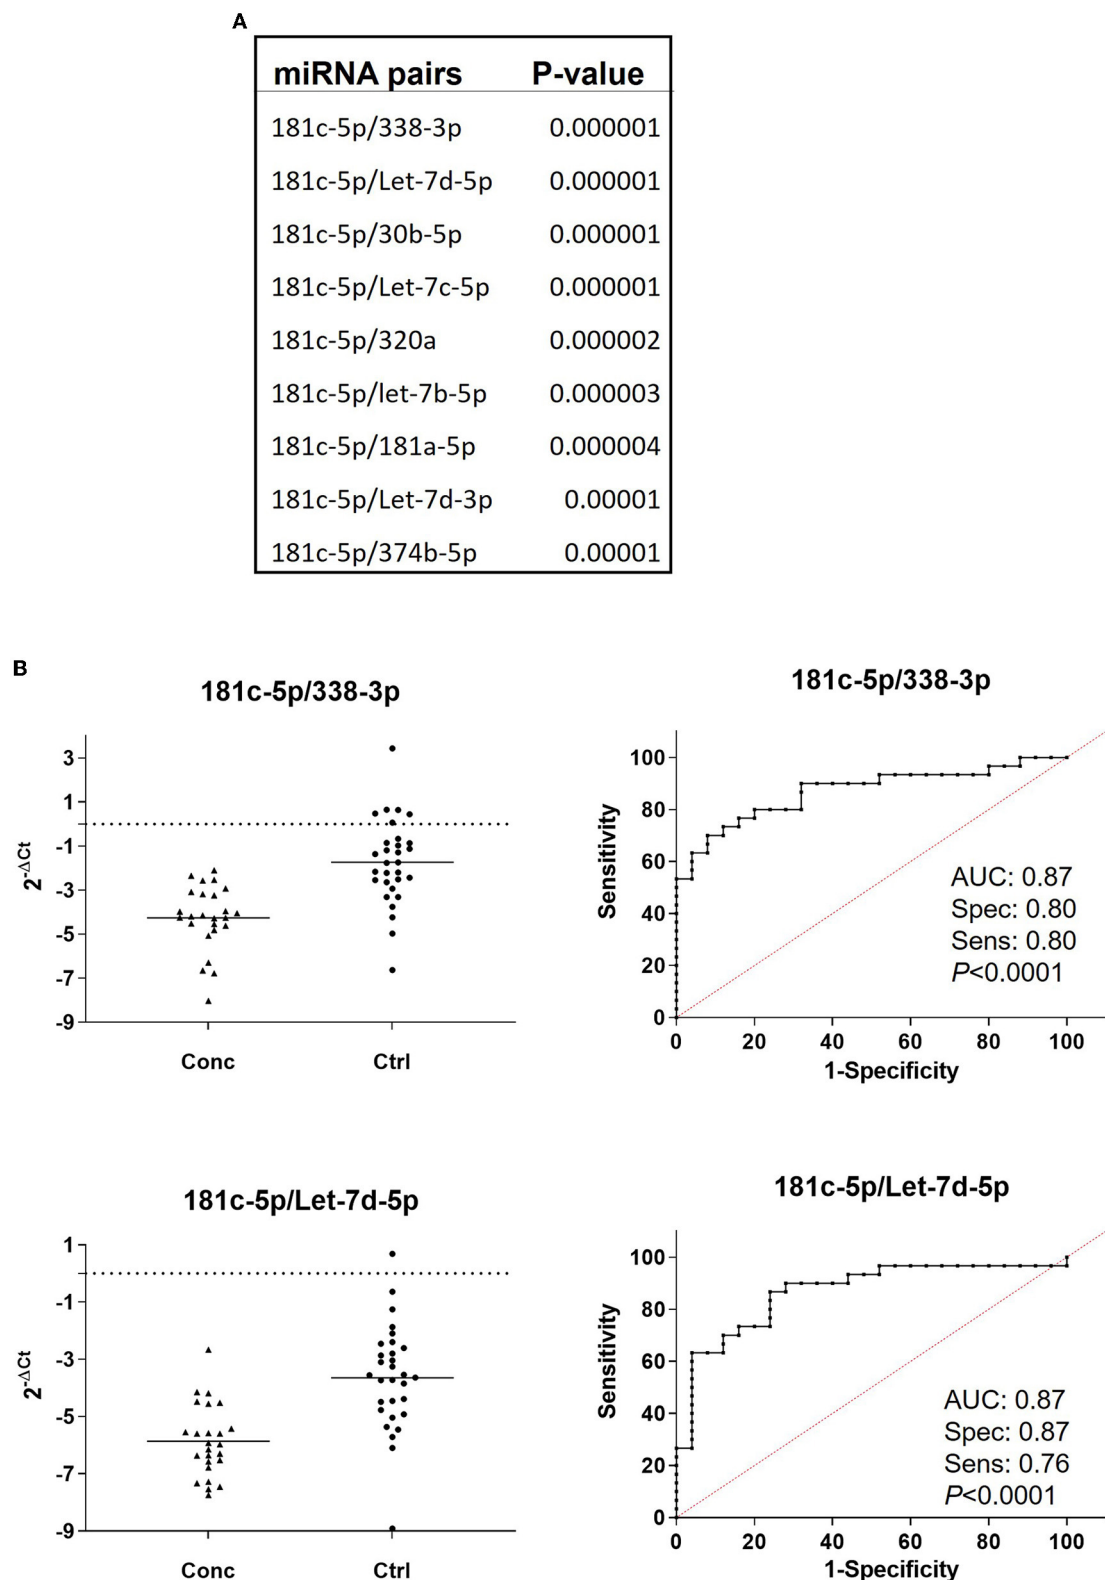 A
miRNA pairs P-value
181c-5p/338-3p 0.000001
181c-5p/Let-7d-5p 0.000001
181c-5p/30b-5p 0.000001
181c-5p/Let-7c-5p 0.000001
181c-5p/320a 0.000002
181c-5p/let-7b-5p 0.000003
181c-5p/181a-5p 0.000004
181c-5p/Let-7d-3p 0.00001
181c-5p/374b-5p 0.00001
B
181c-5p/338-3p
2^-ΔCt
3
1
-1
-3
-5
-7
-9
Conc Ctrl
181c-5p/338-3p
Sensitivity
100
80
60
40
20
0
AUC: 0.87
Spec: 0.80
Sens: 0.80
P<0.0001
0 20 40 60 80 100
1-Specificity
181c-5p/Let-7d-5p
2^-ΔCt
1
-1
-3
-5
-7
-9
Conc Ctrl
181c-5p/Let-7d-5p
Sensitivity
100
80
60
40
20
0
AUC: 0.87
Spec: 0.87
Sens: 0.76
P<0.0001
0 20 40 60 80 100
1-Specificity